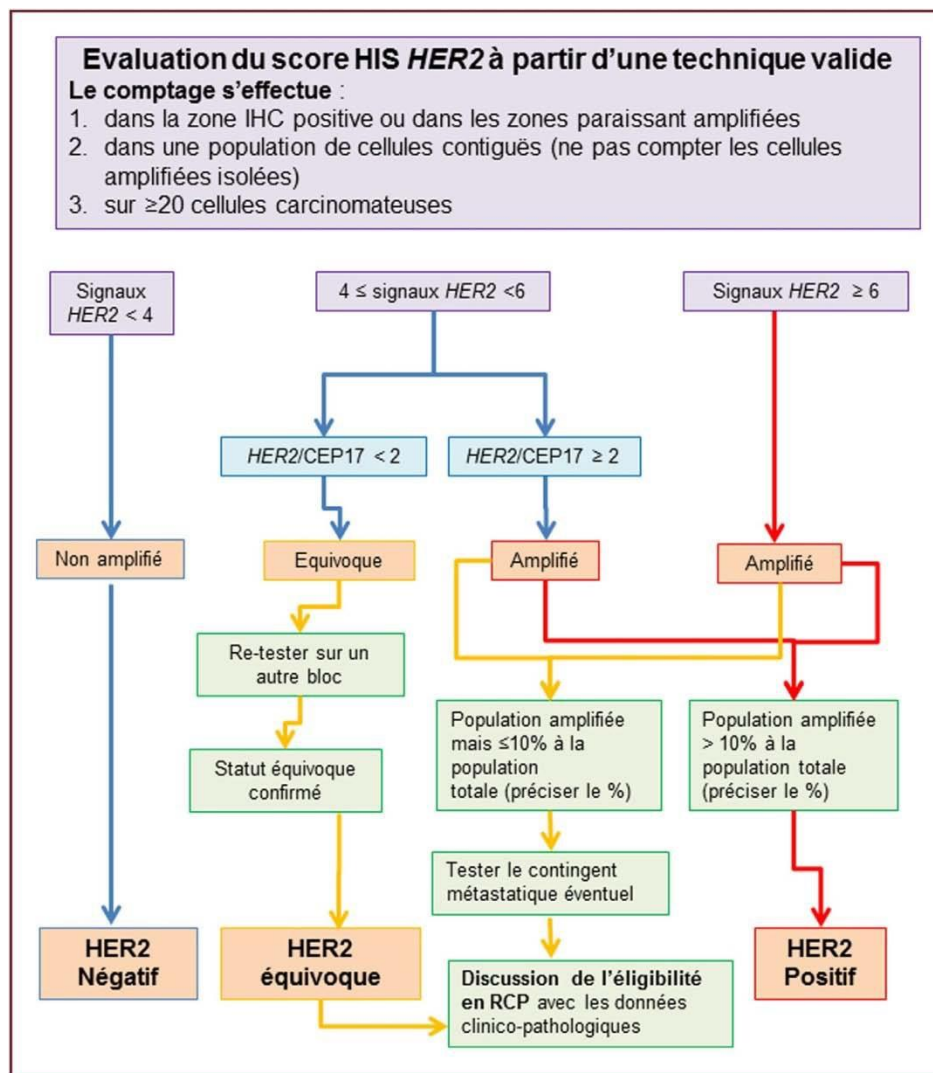 Evaluation du score HIS HER2 à partir d'une technique valide
Le comptage s'effectue :
1. dans la zone IHC positive ou dans les zones paraissant amplifiées
2. dans une population de cellules contiguës (ne pas compter les cellules
amplifiées isolées)
3. sur ≥20 cellules carcinomateuses
Signaux
HER2 < 4
4 ≤ signaux HER2 <6
Signaux HER2 ≥ 6
HER2/CEP17 < 2
HER2/CEP17 ≥ 2
Non amplifié
Equivoque
Amplifié
Amplifié
Re-tester sur un
autre bloc
Statut équivoque
confirmé
Population amplifiée
mais ≤10% à la
population
totale (préciser le %)
Population amplifiée
> 10% à la
population totale
(préciser le %)
Tester le contingent
métastatique éventuel
HER2
Négatif
HER2
équivoque
Discussion de l'éligibilité
en RCP avec les données
clinico-pathologiques
HER2
Positif